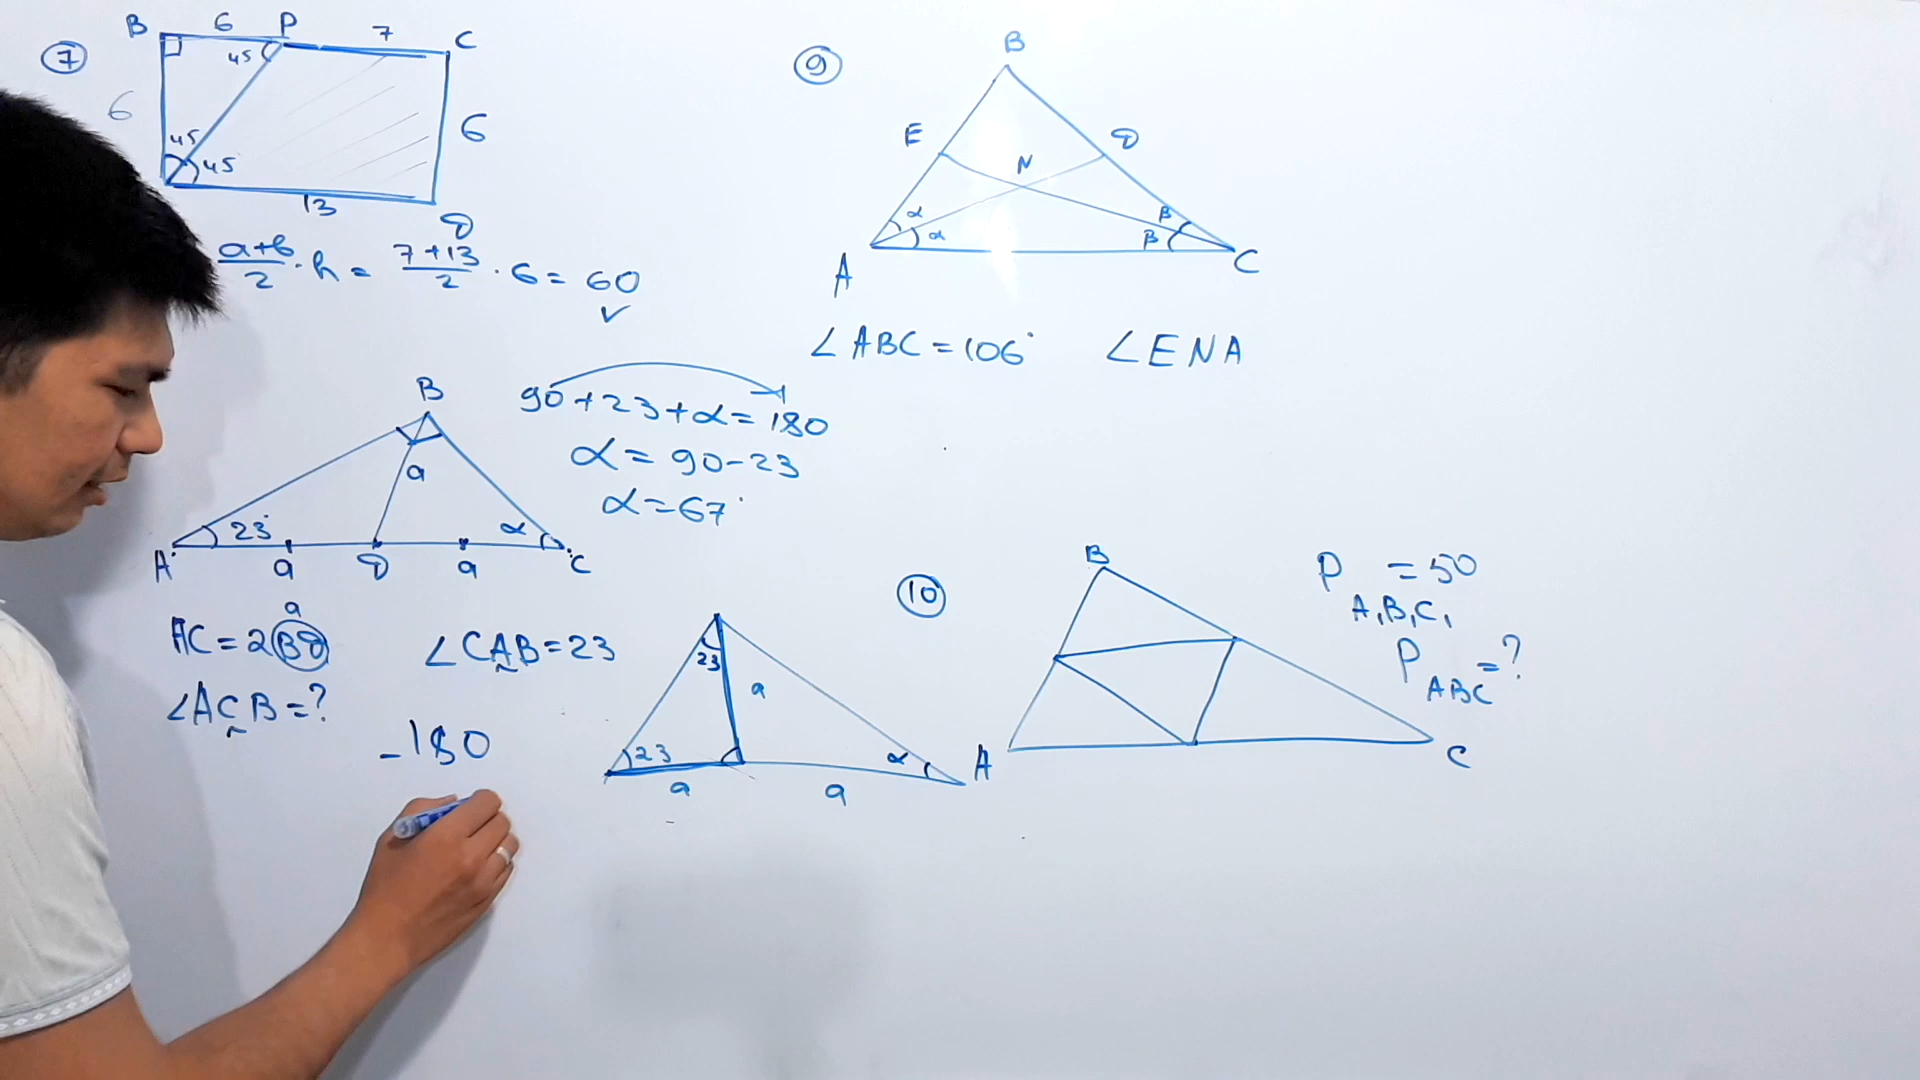 7
B 6 P 7 C
45
6
6
45
45
13
D
a+b/2 · h = 7+13/2 · 6 = 60
✓
B
a
23°
α
A a D a C
a
AC = 2BD
∠CAB = 23
∠ACB = ?
90 + 23 + α = 180
α = 90 - 23
α = 67°
- 180
23
a
23
α
a
a
9
B
E
D
N
α
α
β
β
A
C
∠ABC = 106°
∠ENA
10
B
A
C
P A₁B₁C₁ = 50
P ABC = ?